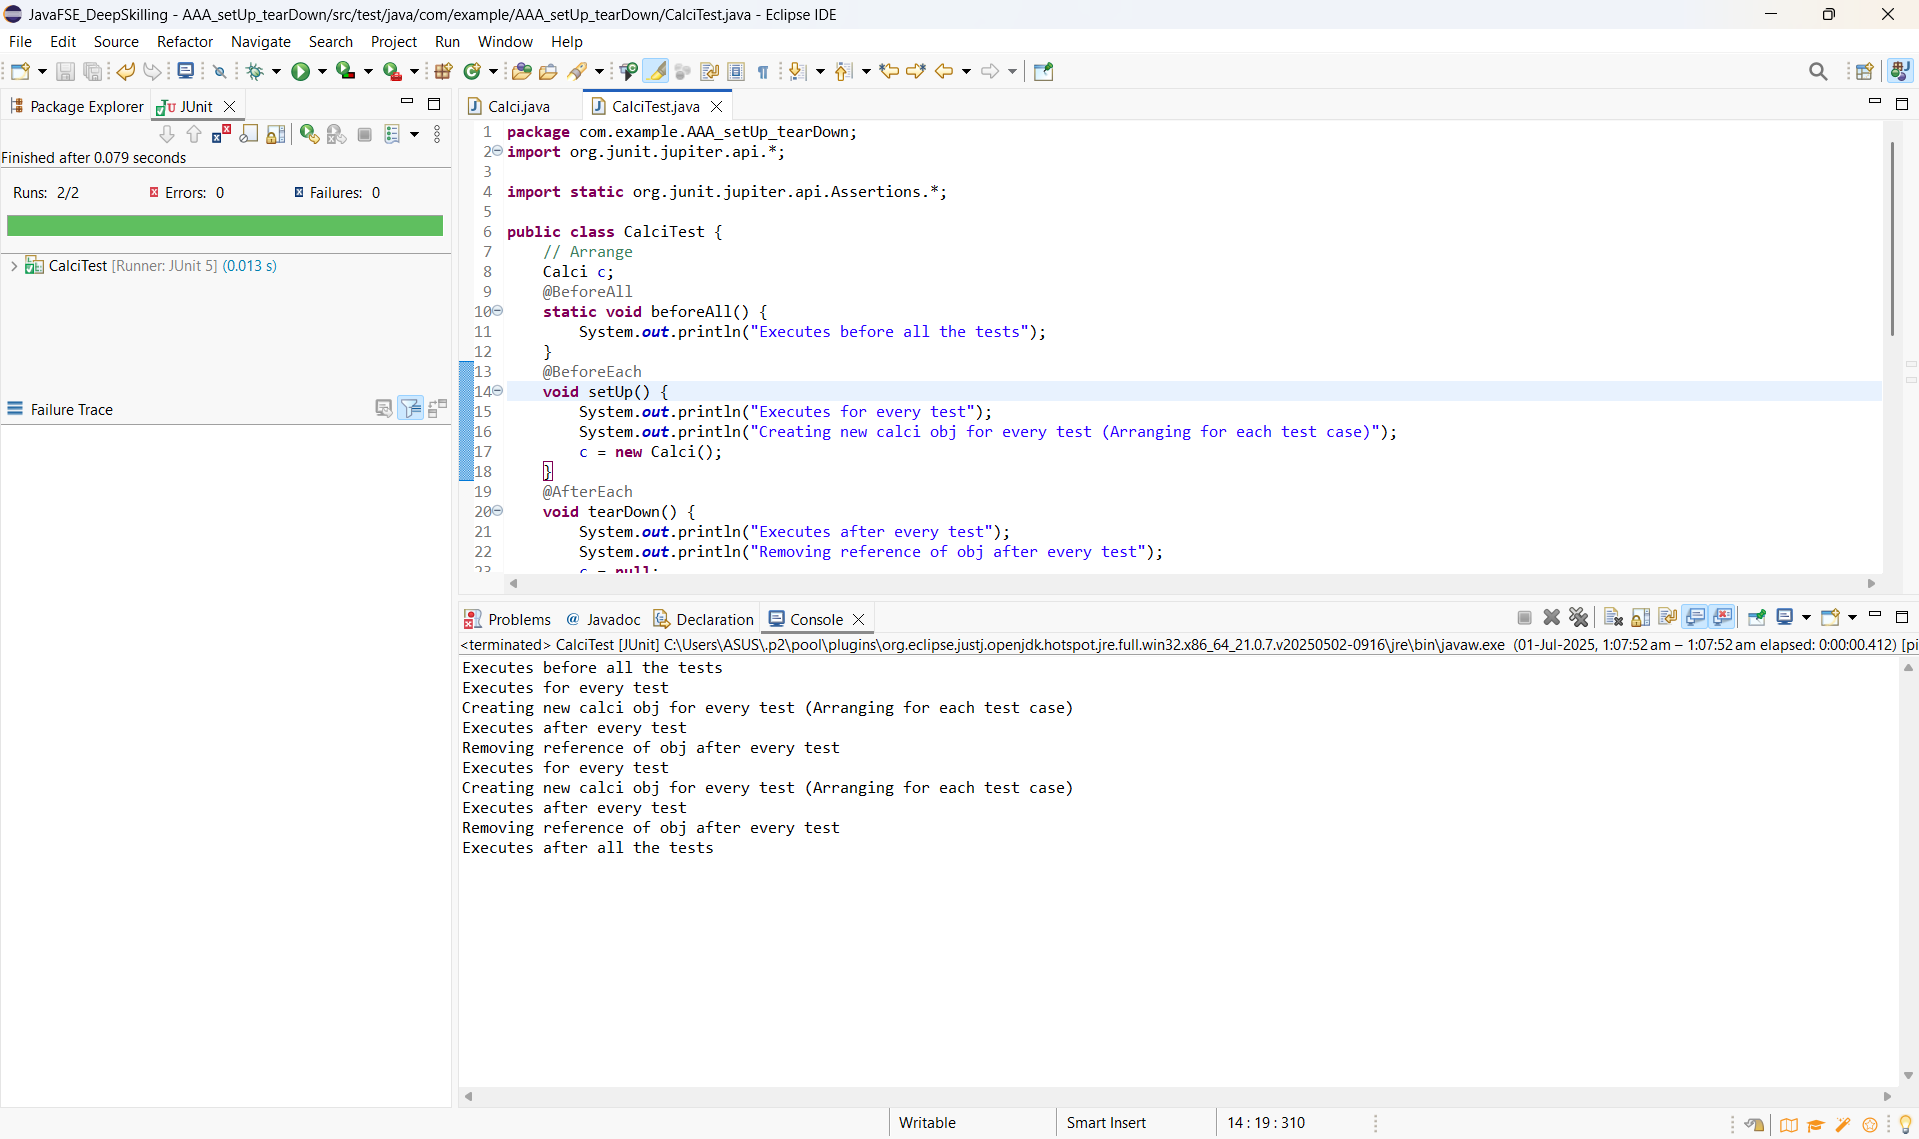 JavaFSE_DeepSkilling - AAA_setUp_tearDown/src/test/java/com/example/AAA_setUp_tearDown/CalciTest.java - Eclipse IDE
File Edit Source Refactor Navigate Search Project Run Window Help
Package Explorer JUnit
Finished after 0.079 seconds
Runs: 2/2 Errors: 0 Failures: 0
CalciTest [Runner: JUnit 5] (0.013 s)
Failure Trace
Calci.java CalciTest.java
1 package com.example.AAA_setUp_tearDown;
2 import org.junit.jupiter.api.*;
3
4 import static org.junit.jupiter.api.Assertions.*;
5
6 public class CalciTest {
7 // Arrange
8 Calci c;
9 @BeforeAll
10 static void beforeAll() {
11 System.out.println("Executes before all the tests");
12 }
13 @BeforeEach
14 void setUp() {
15 System.out.println("Executes for every test");
16 System.out.println("Creating new calci obj for every test (Arranging for each test case)");
17 c = new Calci();
18 }
19 @AfterEach
20 void tearDown() {
21 System.out.println("Executes after every test");
22 System.out.println("Removing reference of obj after every test");
23 c = null;
Problems @ Javadoc Declaration Console
<terminated> CalciTest [JUnit] C:\Users\ASUS\.p2\pool\plugins\org.eclipse.justj.openjdk.hotspot.jre.full.win32.x86_64_21.0.7.v20250502-0916\jre\bin\javaw.exe (01-Jul-2025, 1:07:52 am – 1:07:52 am elapsed: 0:00:00.412) [pi
Executes before all the tests
Executes for every test
Creating new calci obj for every test (Arranging for each test case)
Executes after every test
Removing reference of obj after every test
Executes for every test
Creating new calci obj for every test (Arranging for each test case)
Executes after every test
Removing reference of obj after every test
Executes after all the tests
Writable Smart Insert 14 : 19 : 310